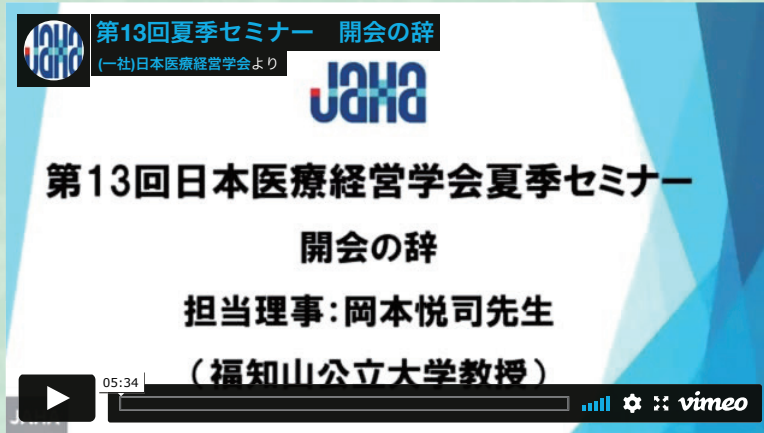 第13回夏季セミナー　開会の辞
(一社)日本医療経営学会より
JAHA
JAHA
第13回日本医療経営学会夏季セミナー
開会の辞
担当理事：岡本悦司先生
（福知山公立大学教授）
05:34
JAHA
vimeo